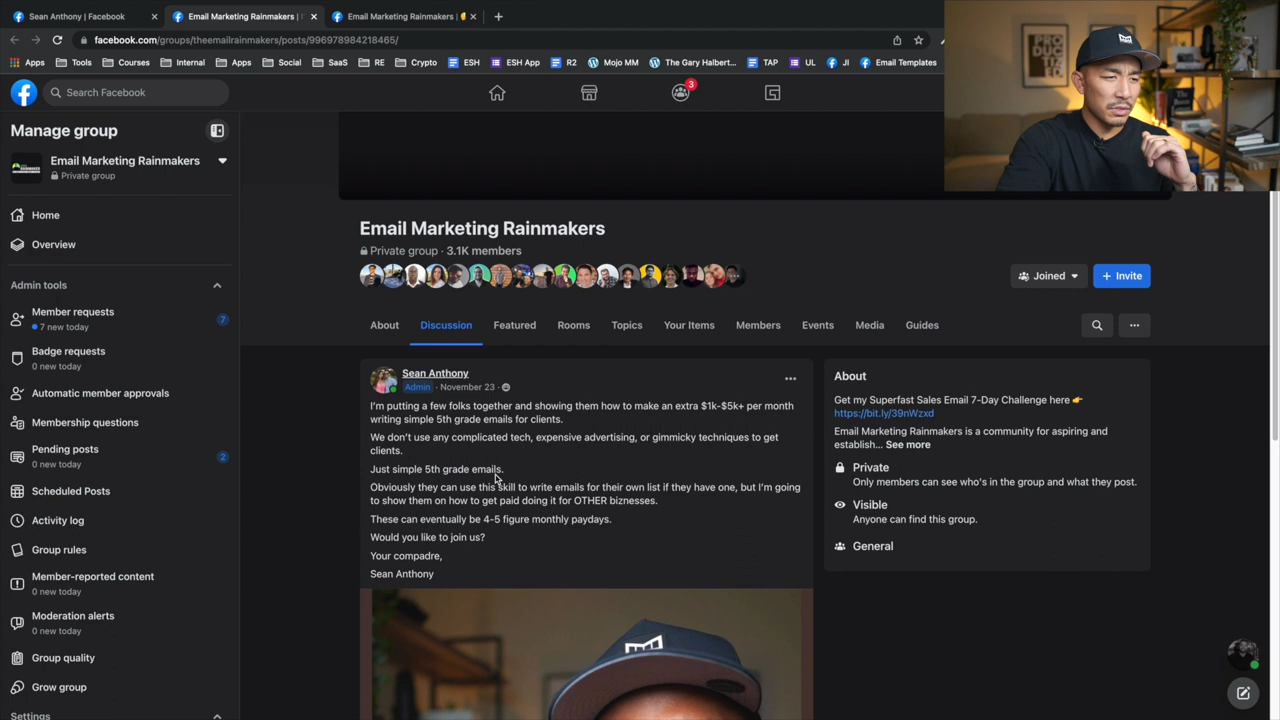 Sean Anthony | Facebook
Email Marketing Rainmakers |
Email Marketing Rainmakers |
facebook.com/groups/theemailrainmakers/posts/996978984218465/
Apps Tools Courses Internal Apps Social SaaS RE Crypto ESH ESH App R2 Mojo MM The Gary Halbert... TAP UL JI Email Templates
PRO
DUC
TIV
Search Facebook
3
Manage group
Email Marketing Rainmakers
Private group
Home
Overview
Admin tools
Member requests
7 new today
7
Badge requests
0 new today
Automatic member approvals
Membership questions
Pending posts
0 new today
2
Scheduled Posts
Activity log
Group rules
Member-reported content
0 new today
Moderation alerts
0 new today
Group quality
Grow group
Settings
Email Marketing Rainmakers
Private group · 3.1K members
Joined
+ Invite
About Discussion Featured Rooms Topics Your Items Members Events Media Guides
Sean Anthony
Admin · November 23 ·
I'm putting a few folks together and showing them how to make an extra $1k-$5k+ per month
writing simple 5th grade emails for clients.
We don't use any complicated tech, expensive advertising, or gimmicky techniques to get
clients.
Just simple 5th grade emails.
Obviously they can use this skill to write emails for their own list if they have one, but I'm going
to show them on how to get paid doing it for OTHER biznesses.
These can eventually be 4-5 figure monthly paydays.
Would you like to join us?
Your compadre,
Sean Anthony
About
Get my Superfast Sales Email 7-Day Challenge here
https://bit.ly/39nWzxd
Email Marketing Rainmakers is a community for aspiring and
establish... See more
Private
Only members can see who's in the group and what they post.
Visible
Anyone can find this group.
General